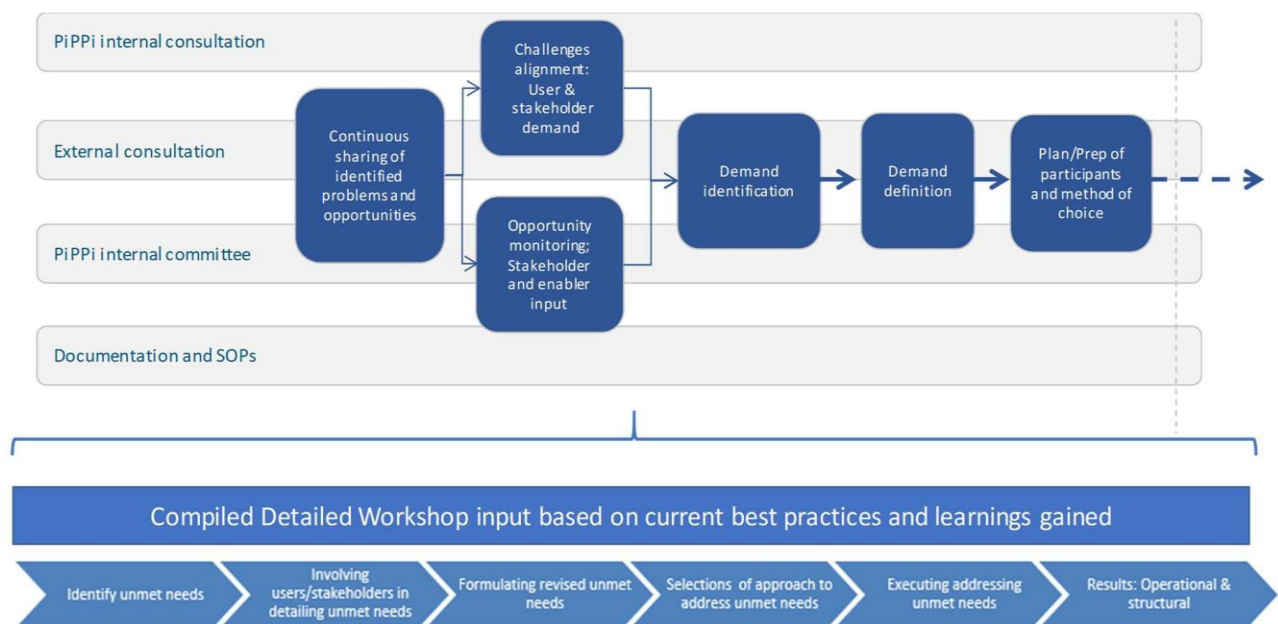 PiPPi internal consultation
Challenges
alignment:
User &
stakeholder
demand
External consultation
Continuous
sharing of
identified
problems and
opportunities
Demand
identification
Demand
definition
Plan/Prep of
participants
and method of
choice
PiPPi internal committee
Opportunity
monitoring;
Stakeholder
and enabler
input
Documentation and SOPs
Compiled Detailed Workshop input based on current best practices and learnings gained
Identify unmet needs
Involving
users/stakeholders in
detailing unmet needs
Formulating revised unmet
needs
Selections of approach to
address unmet needs
Executing addressing
unmet needs
Results: Operational &
structural